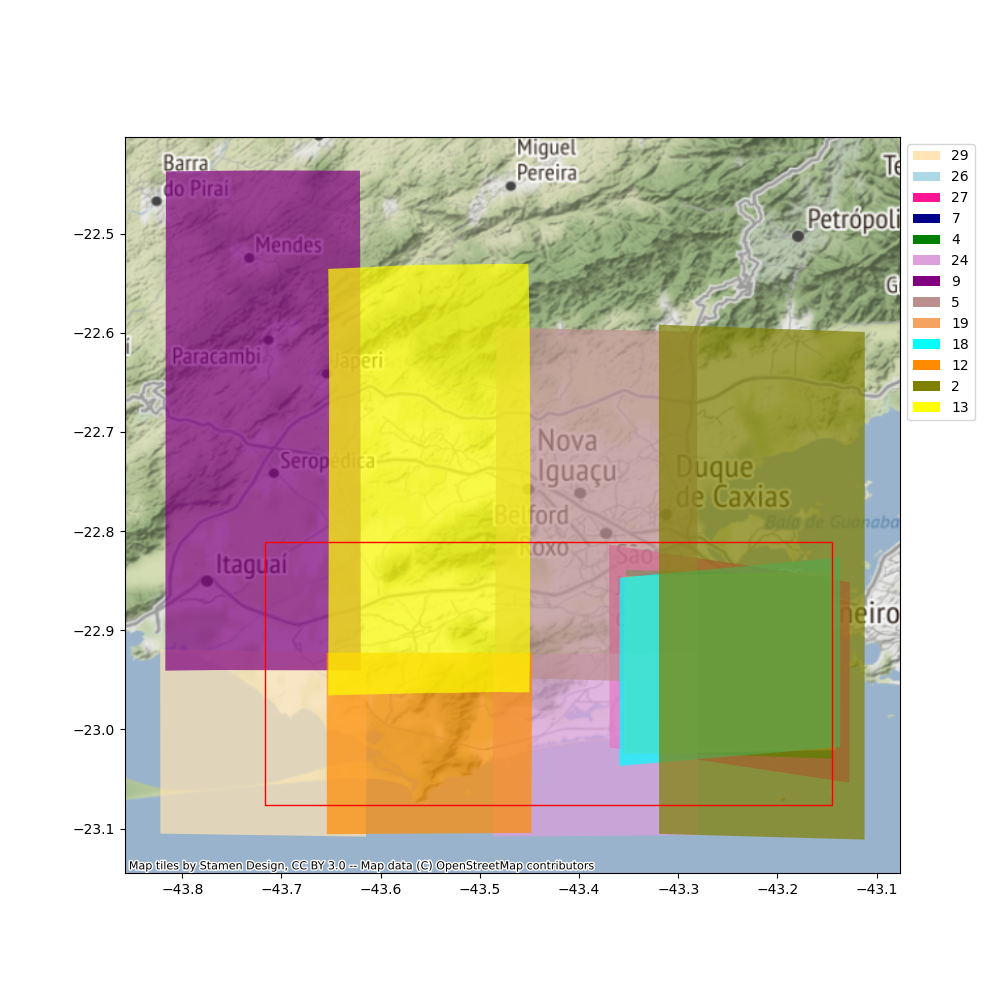 Miguel
Pereira
Barra
do Piraí
Te
Petrópoli
Mendes
G
i
Paracambi
Japeri
Nova
Iguaçu
Seropédica
Duque
de Caxias
Belford
Roxo
Baia de Guanaba
São
Itaguaí
neiro
Map tiles by Stamen Design, CC BY 3.0 -- Map data (C) OpenStreetMap contributors
−22.5
−22.6
−22.7
−22.8
−22.9
−23.0
−23.1
−43.8
−43.7
−43.6
−43.5
−43.4
−43.3
−43.2
−43.1
29
26
27
7
4
24
9
5
19
18
12
2
13